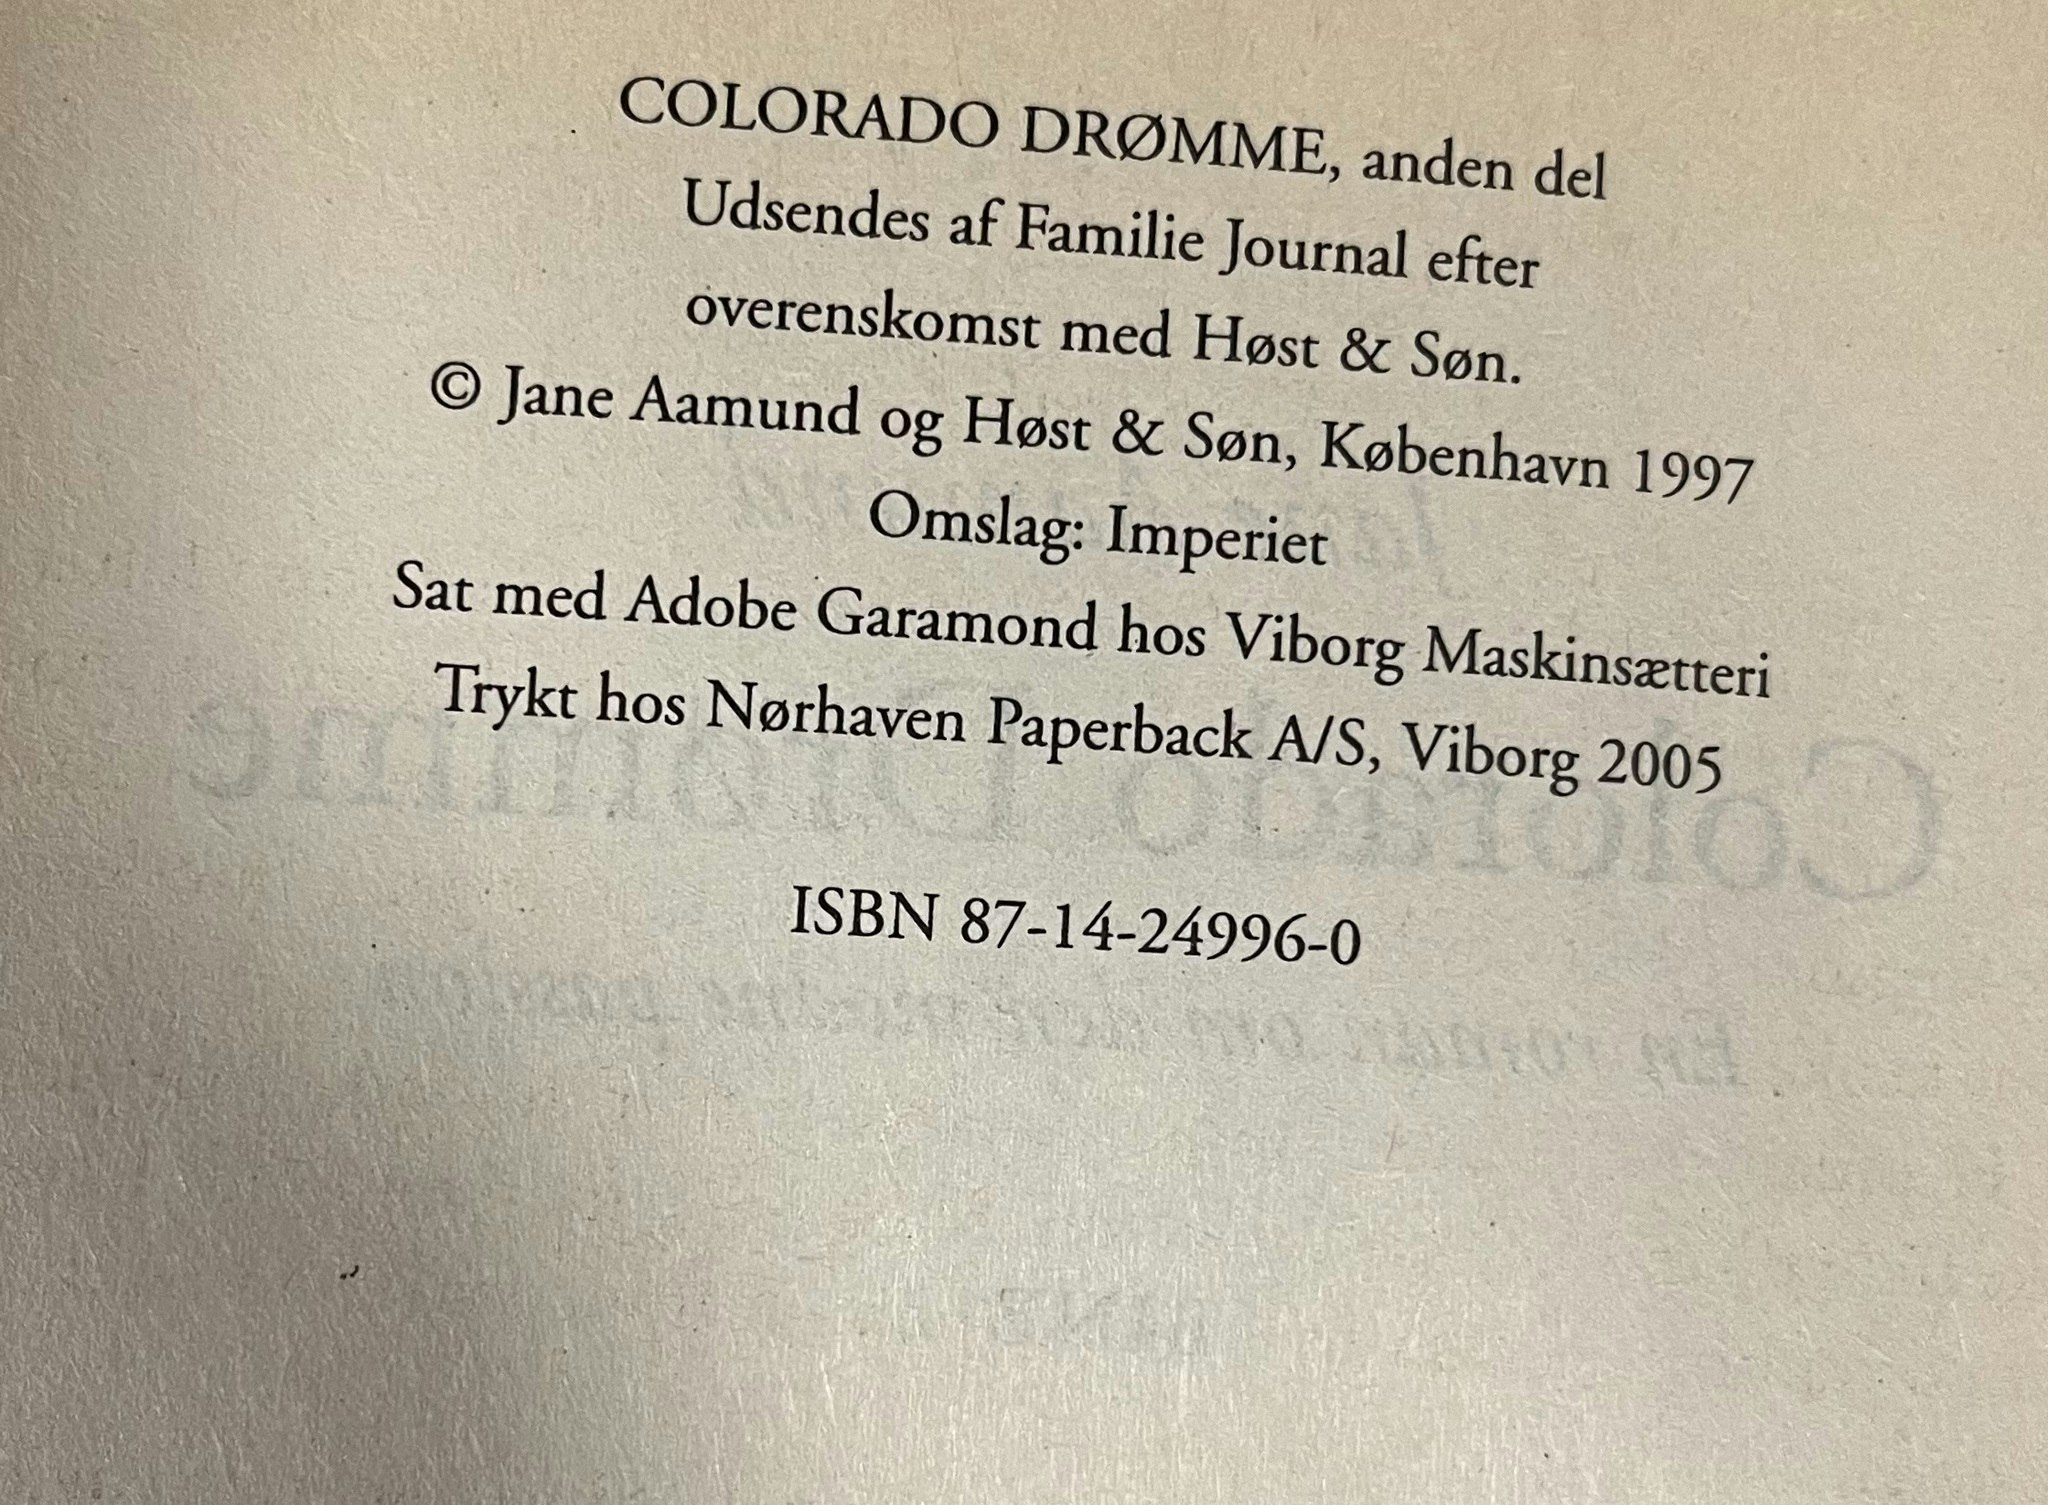 COLORADO DRØMME, anden del
Udsendes af Familie Journal efter
overenskomst med Høst & Søn.
© Jane Aamund og Høst & Søn, København 1997
Omslag: Imperiet
Sat med Adobe Garamond hos Viborg Maskinsætteri
Trykt hos Nørhaven Paperback A/S, Viborg 2005
ISBN 87-14-24996-0
Colorado Drømme